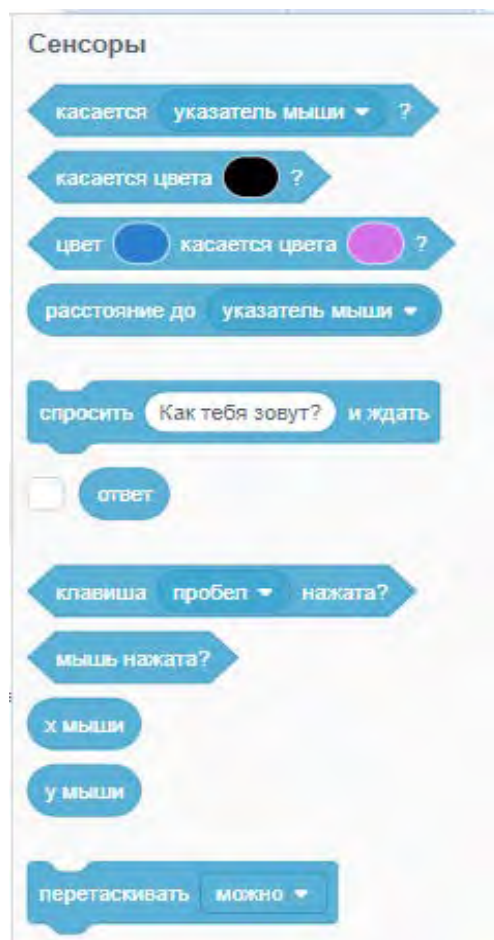 Сенсоры
касается указатель мыши ?
касается цвета ?
цвет касается цвета ?
расстояние до указатель мыши
спросить Как тебя зовут? и ждать
ответ
клавиша пробел нажата?
мышь нажата?
х мыши
у мыши
перетаскивать можно